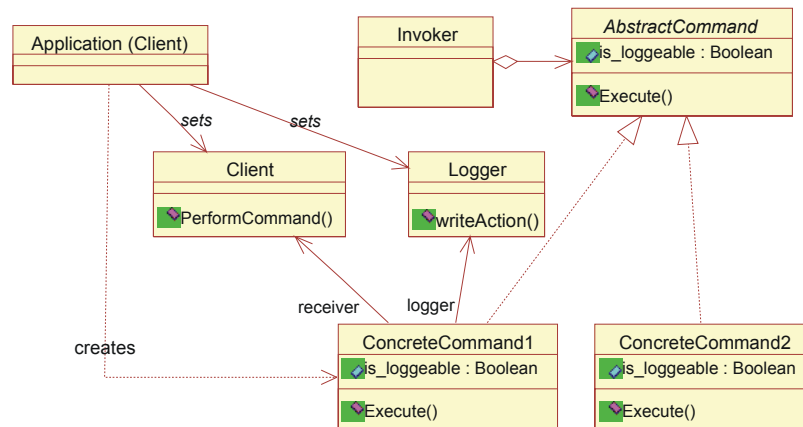 Application (Client)
Invoker
AbstractCommand
is_loggeable : Boolean
Execute()
sets
sets
Client
PerformCommand()
Logger
writeAction()
receiver
logger
creates
ConcreteCommand1
is_loggeable : Boolean
Execute()
ConcreteCommand2
is_loggeable : Boolean
Execute()